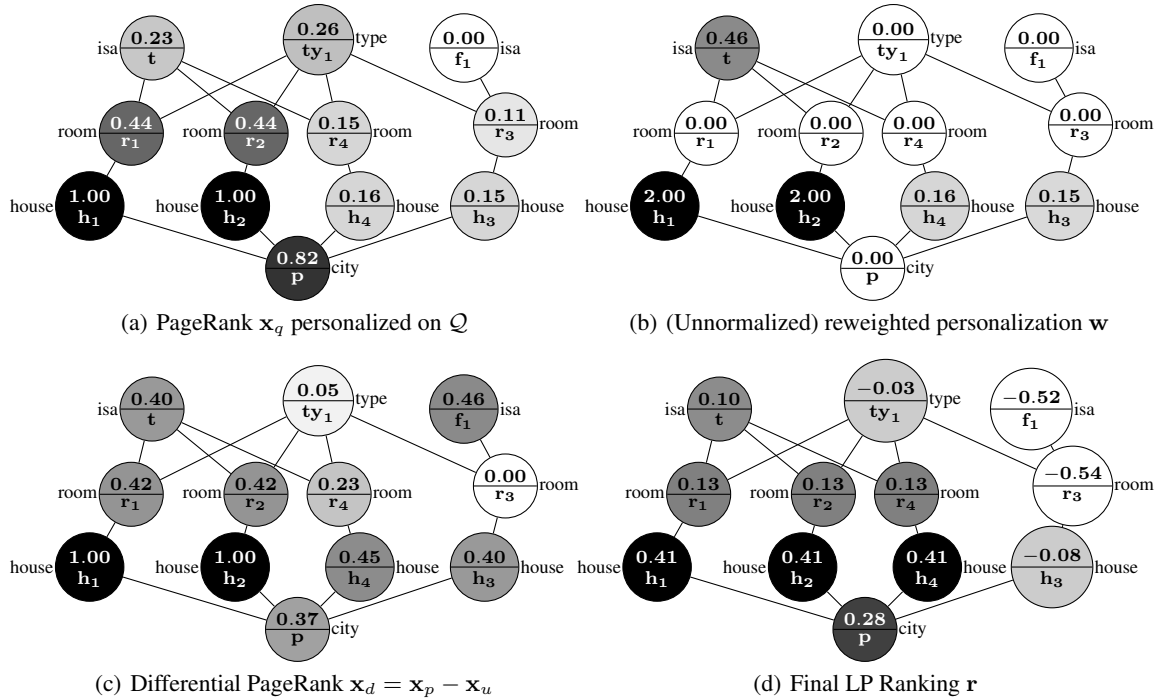 isa 0.23 t 0.26 ty1 type 0.00 f1 isa
room 0.44 r1 room 0.44 r2 0.15 r4 room 0.11 r3 room
house 1.00 h1 house 1.00 h2 0.16 h4 house 0.15 h3 house
0.82 p city
(a) PageRank x_q personalized on 𝒬
isa 0.46 t 0.00 ty1 type 0.00 f1 isa
room 0.00 r1 room 0.00 r2 0.00 r4 room 0.00 r3 room
house 2.00 h1 house 2.00 h2 0.16 h4 house 0.15 h3 house
0.00 p city
(b) (Unnormalized) reweighted personalization w
isa 0.40 t 0.05 ty1 type 0.46 f1 isa
room 0.42 r1 room 0.42 r2 0.23 r4 room 0.00 r3 room
house 1.00 h1 house 1.00 h2 0.45 h4 house 0.40 h3 house
0.37 p city
(c) Differential PageRank x_d = x_p − x_u
isa 0.10 t −0.03 ty1 type −0.52 f1 isa
room 0.13 r1 room 0.13 r2 0.13 r4 room −0.54 r3 room
house 0.41 h1 house 0.41 h2 0.41 h4 house −0.08 h3 house
0.28 p city
(d) Final LP Ranking r